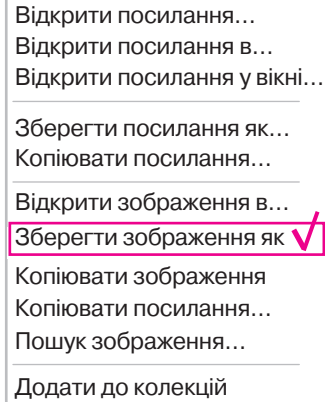 Відкрити посилання…
Відкрити посилання в…
Відкрити посилання у вікні…
Зберегти посилання як…
Копіювати посилання…
Відкрити зображення в…
Зберегти зображення як
Копіювати зображення
Копіювати посилання…
Пошук зображення…
Додати до колекцій